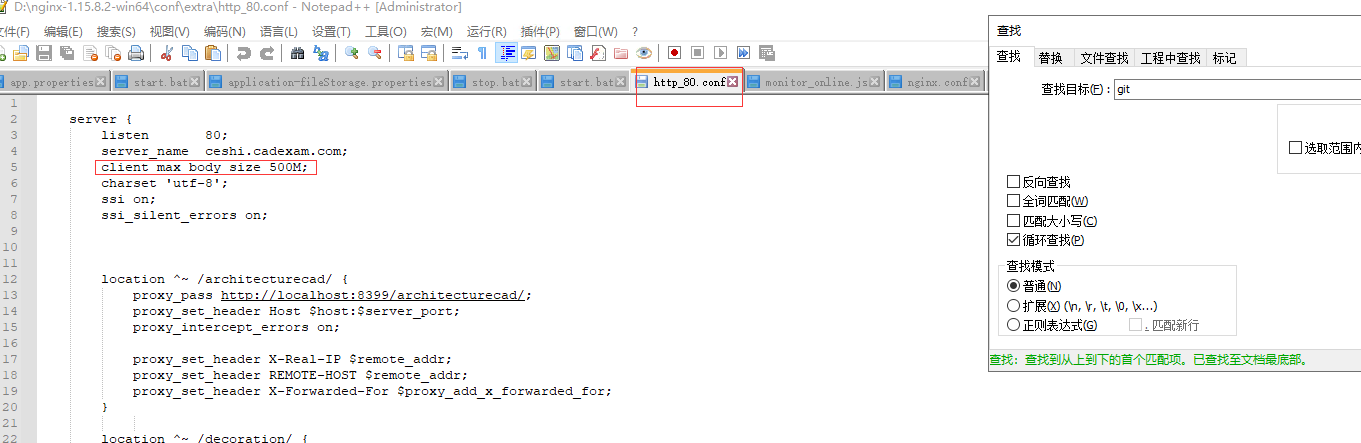 D:\nginx-1.15.8.2-win64\conf\extra\http_80.conf - Notepad++ [Administrator]
文件(F) 编辑(E) 搜索(S) 视图(V) 编码(N) 语言(L) 设置(T) 工具(O) 宏(M) 运行(R) 插件(P) 窗口(W) ?
app.properties start.bat application-fileStorage.properties stop.bat start.bat http_80.conf monitor_online.js nginx.conf
1
2 server {
3 listen 80;
4 server_name ceshi.cadexam.com;
5 client_max_body_size 500M;
6 charset 'utf-8';
7 ssi on;
8 ssi_silent_errors on;
9
10
11
12 location ^~ /architecturecad/ {
13 proxy_pass http://localhost:8399/architecturecad/;
14 proxy_set_header Host $host:$server_port;
15 proxy_intercept_errors on;
16
17 proxy_set_header X-Real-IP $remote_addr;
18 proxy_set_header REMOTE-HOST $remote_addr;
19 proxy_set_header X-Forwarded-For $proxy_add_x_forwarded_for;
20 }
21
22 location ^~ /decoration/ {
查找
查找 替换 文件查找 工程中查找 标记
查找目标(F) : git
选取范围内
反向查找
全词匹配(W)
匹配大小写(C)
循环查找(P)
查找模式
普通(N)
扩展(X) (\n, \r, \t, \0, \x...)
正则表达式(G) . 匹配新行
查找: 查找到从上到下的首个匹配项。已查找至文档最底部。